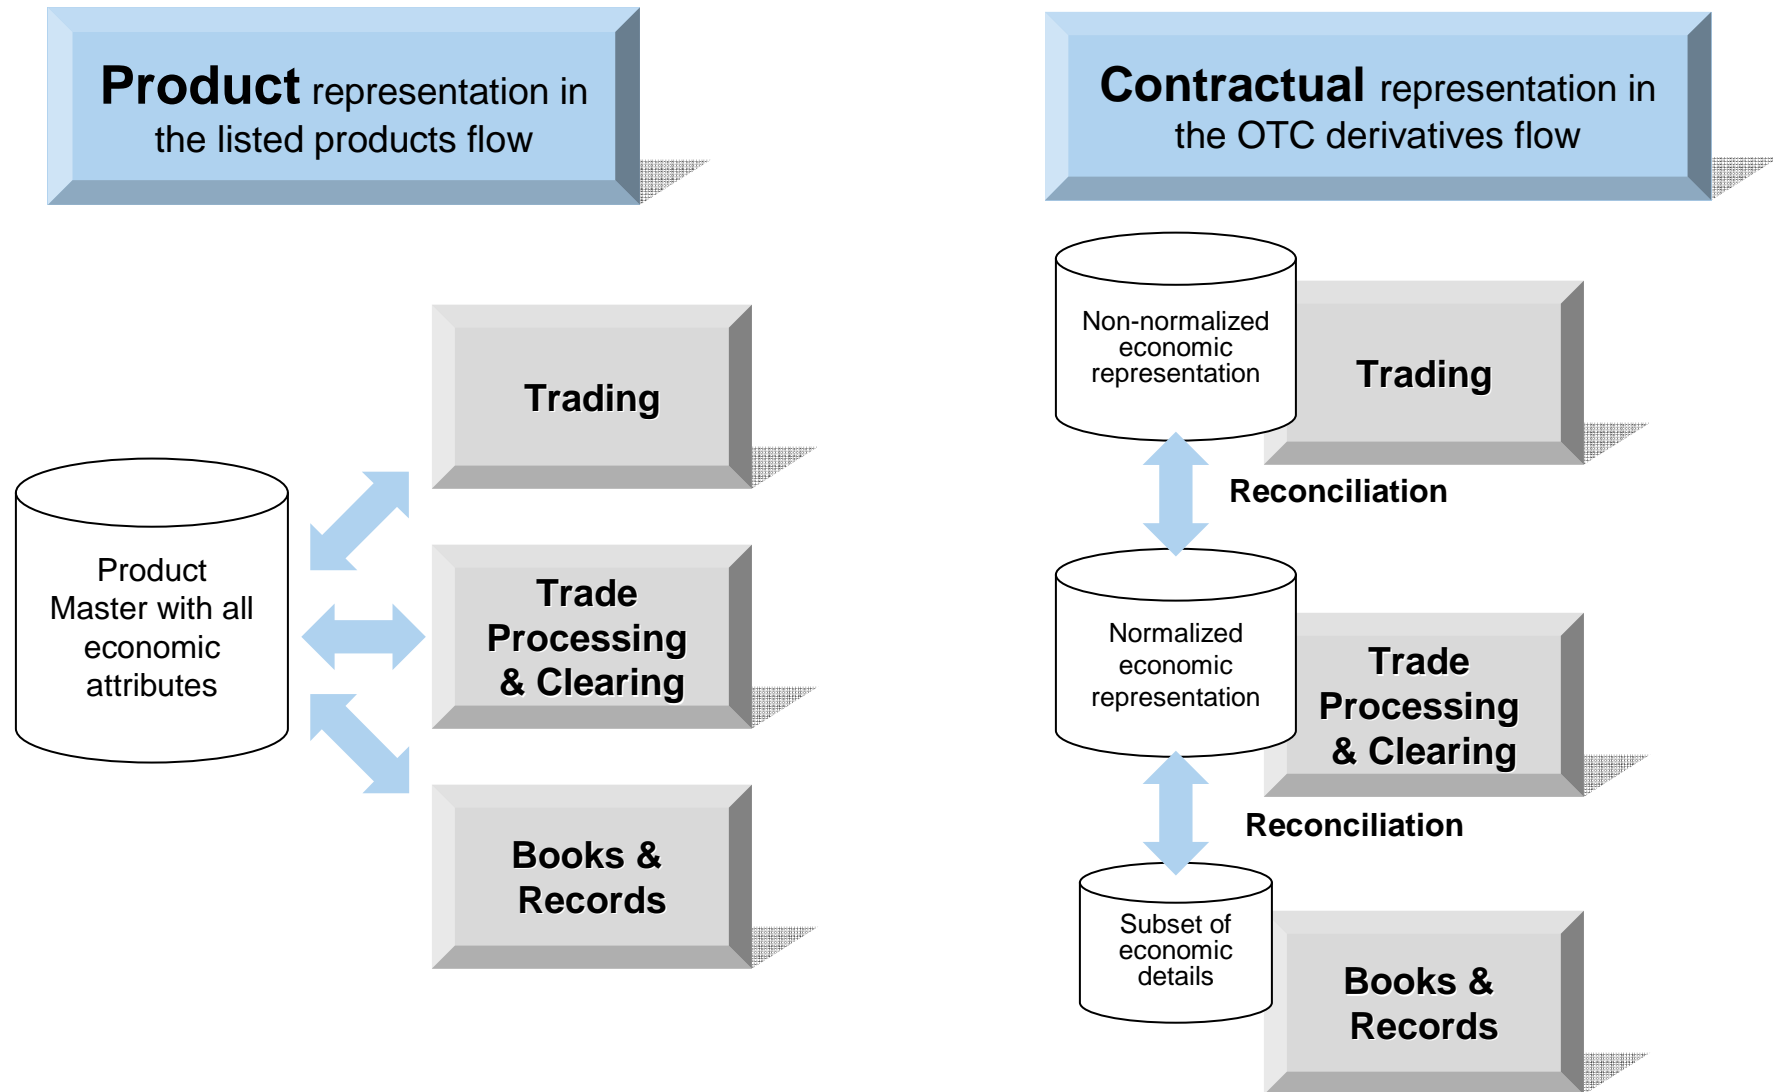 Product representation in
the listed products flow
Contractual representation in
the OTC derivatives flow
Trading
Product
Master with all
economic
attributes
Trade
Processing
& Clearing
Books &
Records
Non-normalized
economic
representation
Trading
Reconciliation
Normalized
economic
representation
Trade
Processing
& Clearing
Reconciliation
Subset of
economic
details
Books &
Records